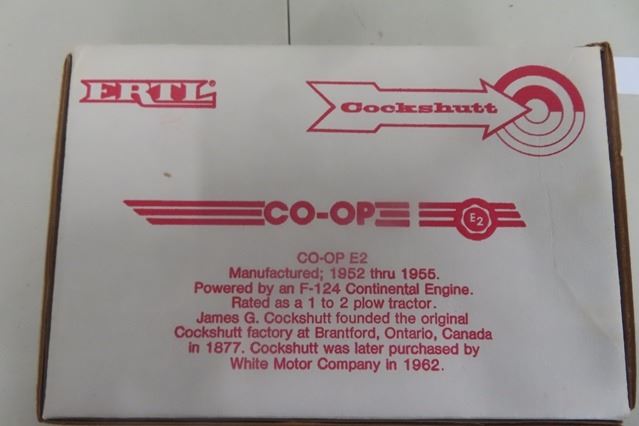 ERTL®
Cockshutt
CO-OP E2
CO-OP E2
Manufactured; 1952 thru 1955.
Powered by an F-124 Continental Engine.
Rated as a 1 to 2 plow tractor.
James G. Cockshutt founded the original
Cockshutt factory at Brantford, Ontario, Canada
in 1877. Cockshutt was later purchased by
White Motor Company in 1962.